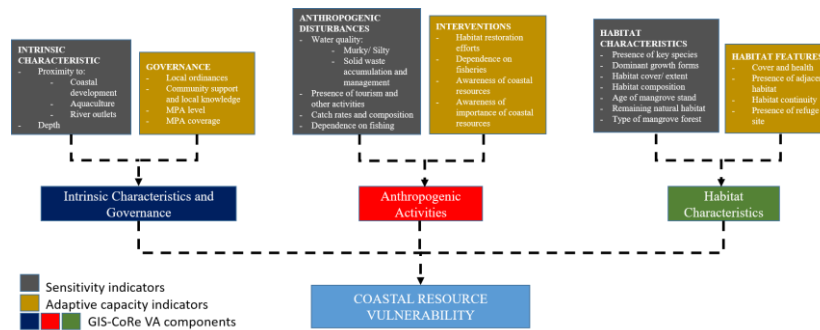 INTRINSIC
CHARACTERISTIC
- Proximity to:
- Coastal
development
- Aquaculture
- River outlets
- Depth
GOVERNANCE
- Local ordinances
- Community support
and local knowledge
- MPA level
- MPA coverage
ANTHROPOGENIC
DISTURBANCES
- Water quality:
- Murky/ Silty
- Solid waste
accumulation and
management
- Presence of tourism and
other activities
- Catch rates and composition
- Dependence on fishing
INTERVENTIONS
- Habitat restoration
efforts
- Dependence on
fisheries
- Awareness of coastal
resources
- Awareness of
importance of coastal
resources
HABITAT
CHARACTERISTICS
- Presence of key species
- Dominant growth forms
- Habitat cover/ extent
- Habitat composition
- Age of mangrove stand
- Remaining natural habitat
- Type of mangrove forest
HABITAT FEATURES
- Cover and health
- Presence of adjace
habitat
- Habitat continuity
- Presence of refuge
site
Intrinsic Characteristics and
Governance
Anthropogenic
Activities
Habitat
Characteristics
COASTAL RESOURCE
VULNERABILITY
Sensitivity indicators
Adaptive capacity indicators
GIS-CoRe VA components